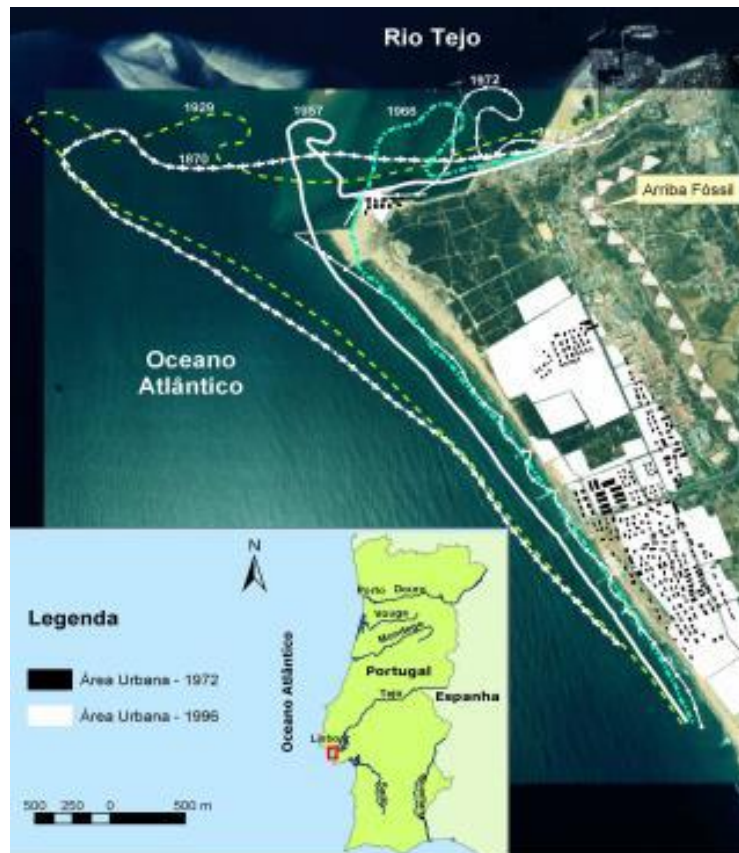 Rio Tejo
1972
1929
1957
1966
1870
Arriba Fóssil
Oceano
Atlântico
N
Legenda
Área Urbana - 1972
Área Urbana - 1996
500 250 0 500 m
Oceano Atlântico
Porto Douro
Vouga
Mondego
Portugal
Tejo
Espanha
Lisboa